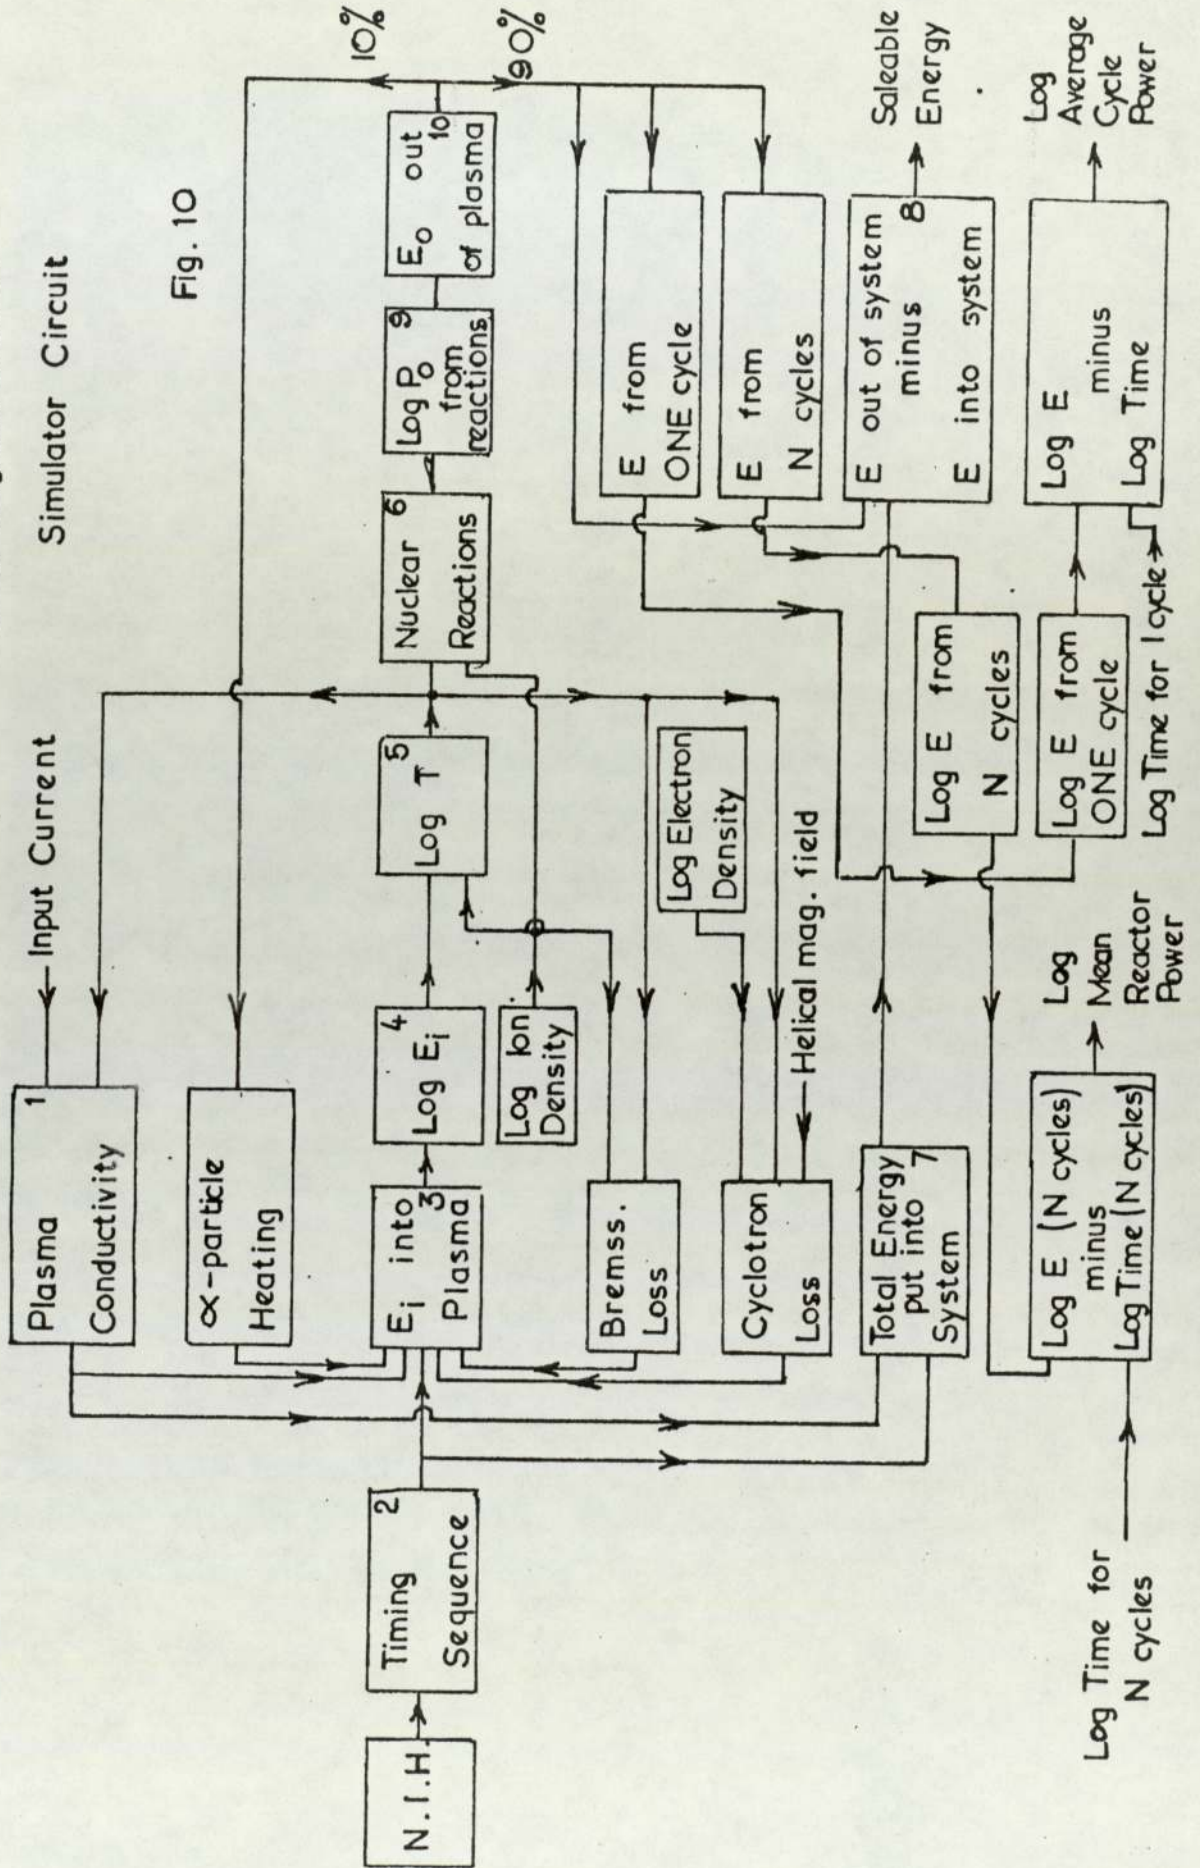 Simulator Circuit
Fig. 10
Input Current
Plasma 1
Conductivity
∝-particle
Heating
N.I.H.
Timing 2
Sequence
Ei into
Plasma 3
Log Ei 4
Log T 5
Nuclear 6
Reactions
Log Po 9
from
reactions
Eo out
10
of plasma
10%
90%
Log Ion
Density
Log Electron
Density
Bremss.
Loss
Cyclotron
Loss
Helical mag. field
Total Energy
put into 7
System
E from
ONE cycle
E from
N cycles
E out of system
minus 8
E into system
Saleable
Energy
Log E from
N cycles
Log E from
ONE cycle
Log Time for 1 cycle
Log E
minus
Log Time
Log
Average
Cycle
Power
Log Time for
N cycles
Log E (N cycles)
minus
Log Time (N cycles)
Log
Mean
Reactor
Power